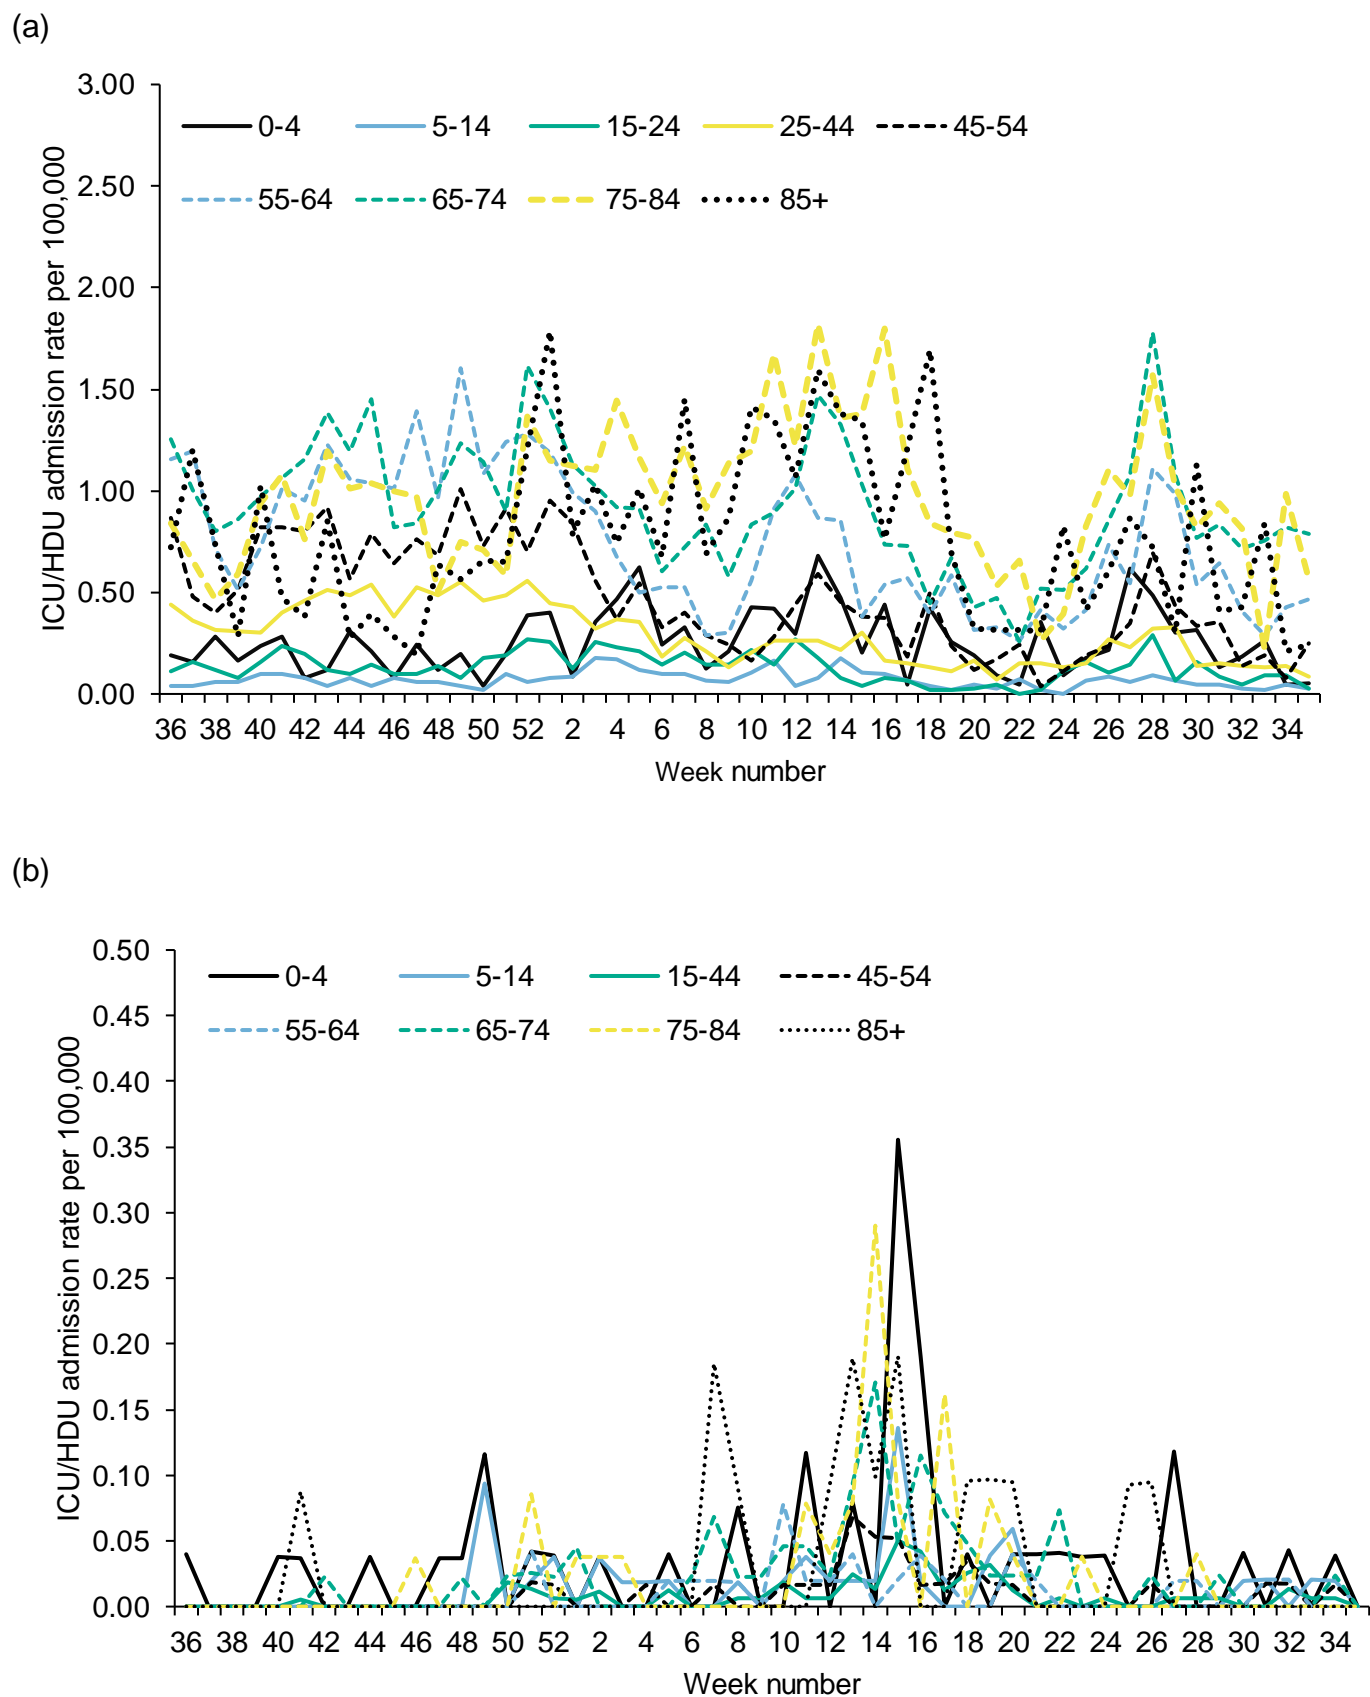 (a)
3.00
2.50
2.00
1.50
1.00
0.50
0.00
ICU/HDU admission rate per 100,000
0-4 5-14 15-24 25-44 45-54
55-64 65-74 75-84 85+
36 38 40 42 44 46 48 50 52 2 4 6 8 10 12 14 16 18 20 22 24 26 28 30 32 34
Week number
(b)
0.50
0.45
0.40
0.35
0.30
0.25
0.20
0.15
0.10
0.05
0.00
ICU/HDU admission rate per 100,000
0-4 5-14 15-44 45-54
55-64 65-74 75-84 85+
36 38 40 42 44 46 48 50 52 2 4 6 8 10 12 14 16 18 20 22 24 26 28 30 32 34
Week number